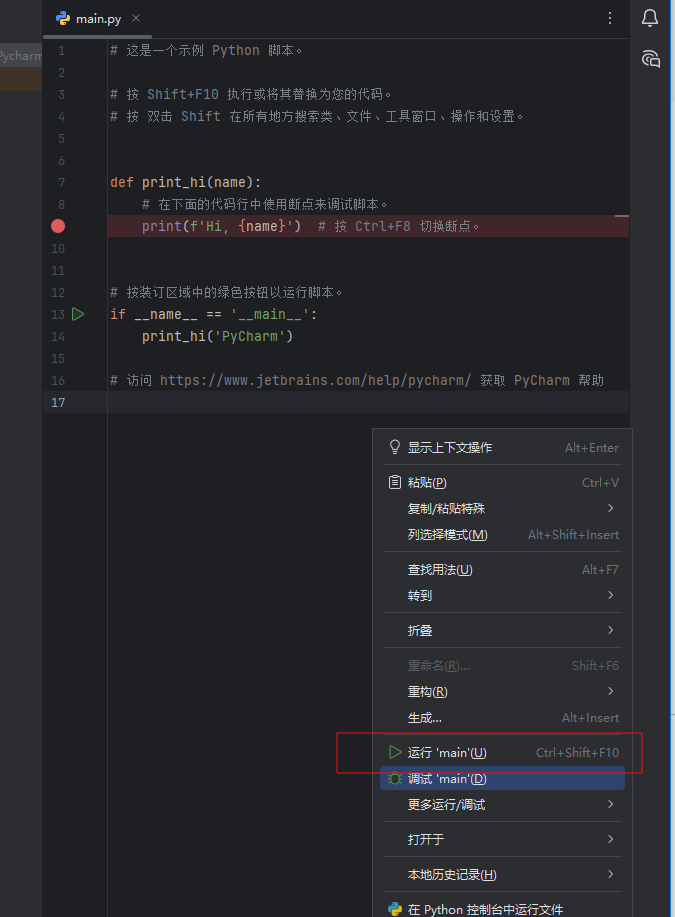 main.py
Pycharm
1 # 这是一个示例 Python 脚本。
2
3 # 按 Shift+F10 执行或将其替换为您的代码。
4 # 按 双击 Shift 在所有地方搜索类、文件、工具窗口、操作和设置。
5
6
7 def print_hi(name):
8 # 在下面的代码行中使用断点来调试脚本。
print(f'Hi, {name}') # 按 Ctrl+F8 切换断点。
10
11
12 # 按装订区域中的绿色按钮以运行脚本。
13 if __name__ == '__main__':
14 print_hi('PyCharm')
15
16 # 访问 https://www.jetbrains.com/help/pycharm/ 获取 PyCharm 帮助
17
显示上下文操作 Alt+Enter
粘贴(P) Ctrl+V
复制/粘贴特殊
列选择模式(M) Alt+Shift+Insert
查找用法(U) Alt+F7
转到
折叠
重命名(R)... Shift+F6
重构(R)
生成... Alt+Insert
运行 'main'(U) Ctrl+Shift+F10
调试 'main'(D)
更多运行/调试
打开于
本地历史记录(H)
在 Python 控制台中运行文件